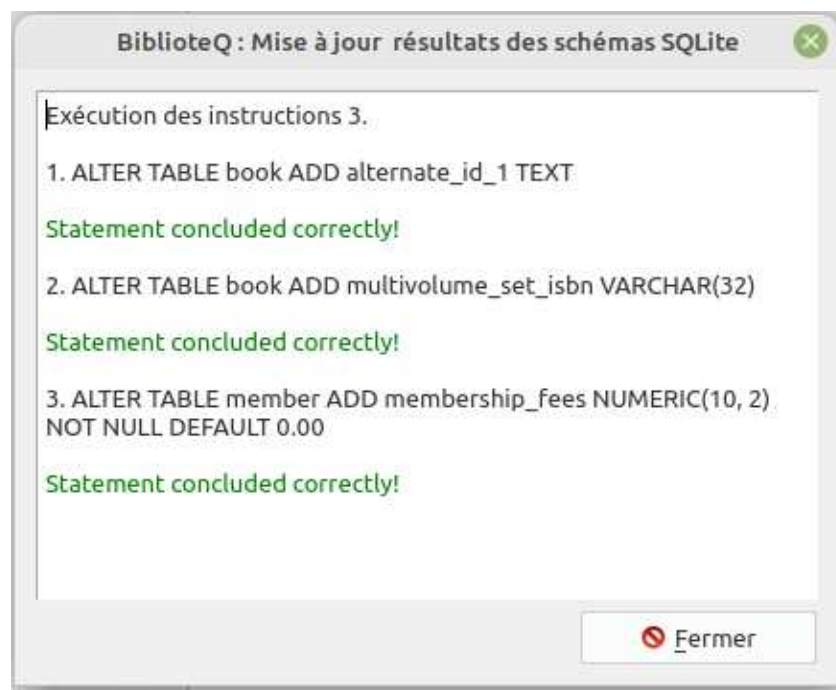 BiblioteQ : Mise à jour résultats des schémas SQLite
Exécution des instructions 3.
1. ALTER TABLE book ADD alternate_id_1 TEXT
Statement concluded correctly!
2. ALTER TABLE book ADD multivolume_set_isbn VARCHAR(32)
Statement concluded correctly!
3. ALTER TABLE member ADD membership_fees NUMERIC(10, 2)
NOT NULL DEFAULT 0.00
Statement concluded correctly!
Fermer